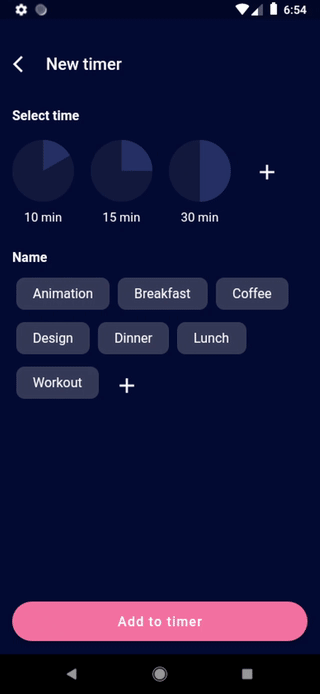 6:54
New timer
Select time
10 min 15 min 30 min
Name
Animation Breakfast Coffee
Design Dinner Lunch
Workout
Add to timer